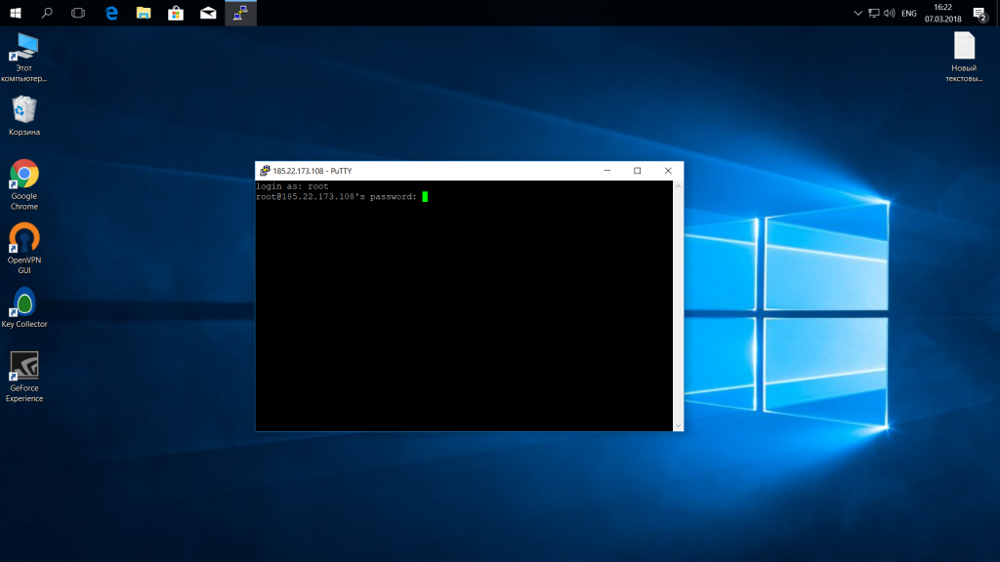 ENG
16:22
07.03.2018
2
Этот
компьютер...
Корзина
Google
Chrome
OpenVPN
GUI
Key Collector
GeForce
Experience
Новый
текстовы...
185.22.173.108 - PuTTY
login as: root
root@185.22.173.108's password: